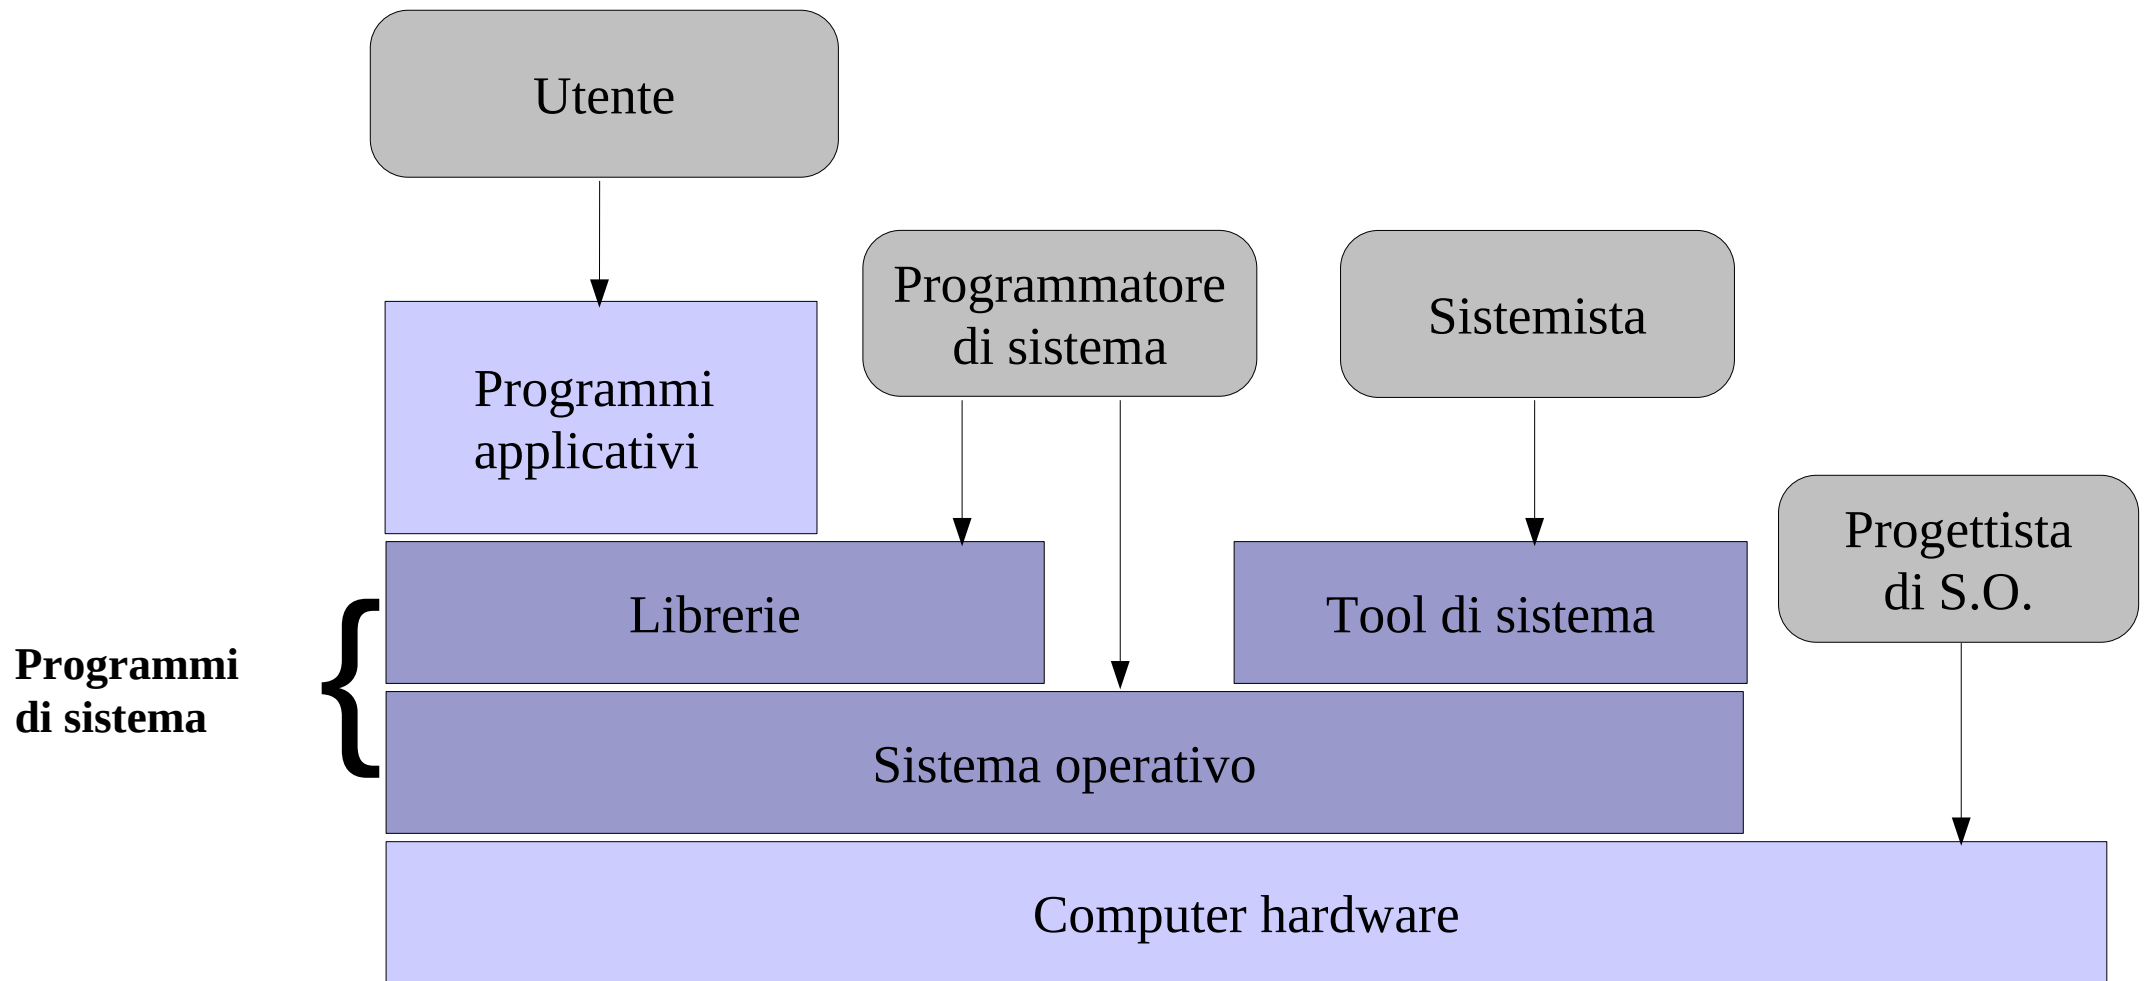 Utente
Programmatore
di sistema
Sistemista
Programmi
applicativi
Progettista
di S.O.
Librerie
Tool di sistema
Programmi
di sistema
{
Sistema operativo
Computer hardware